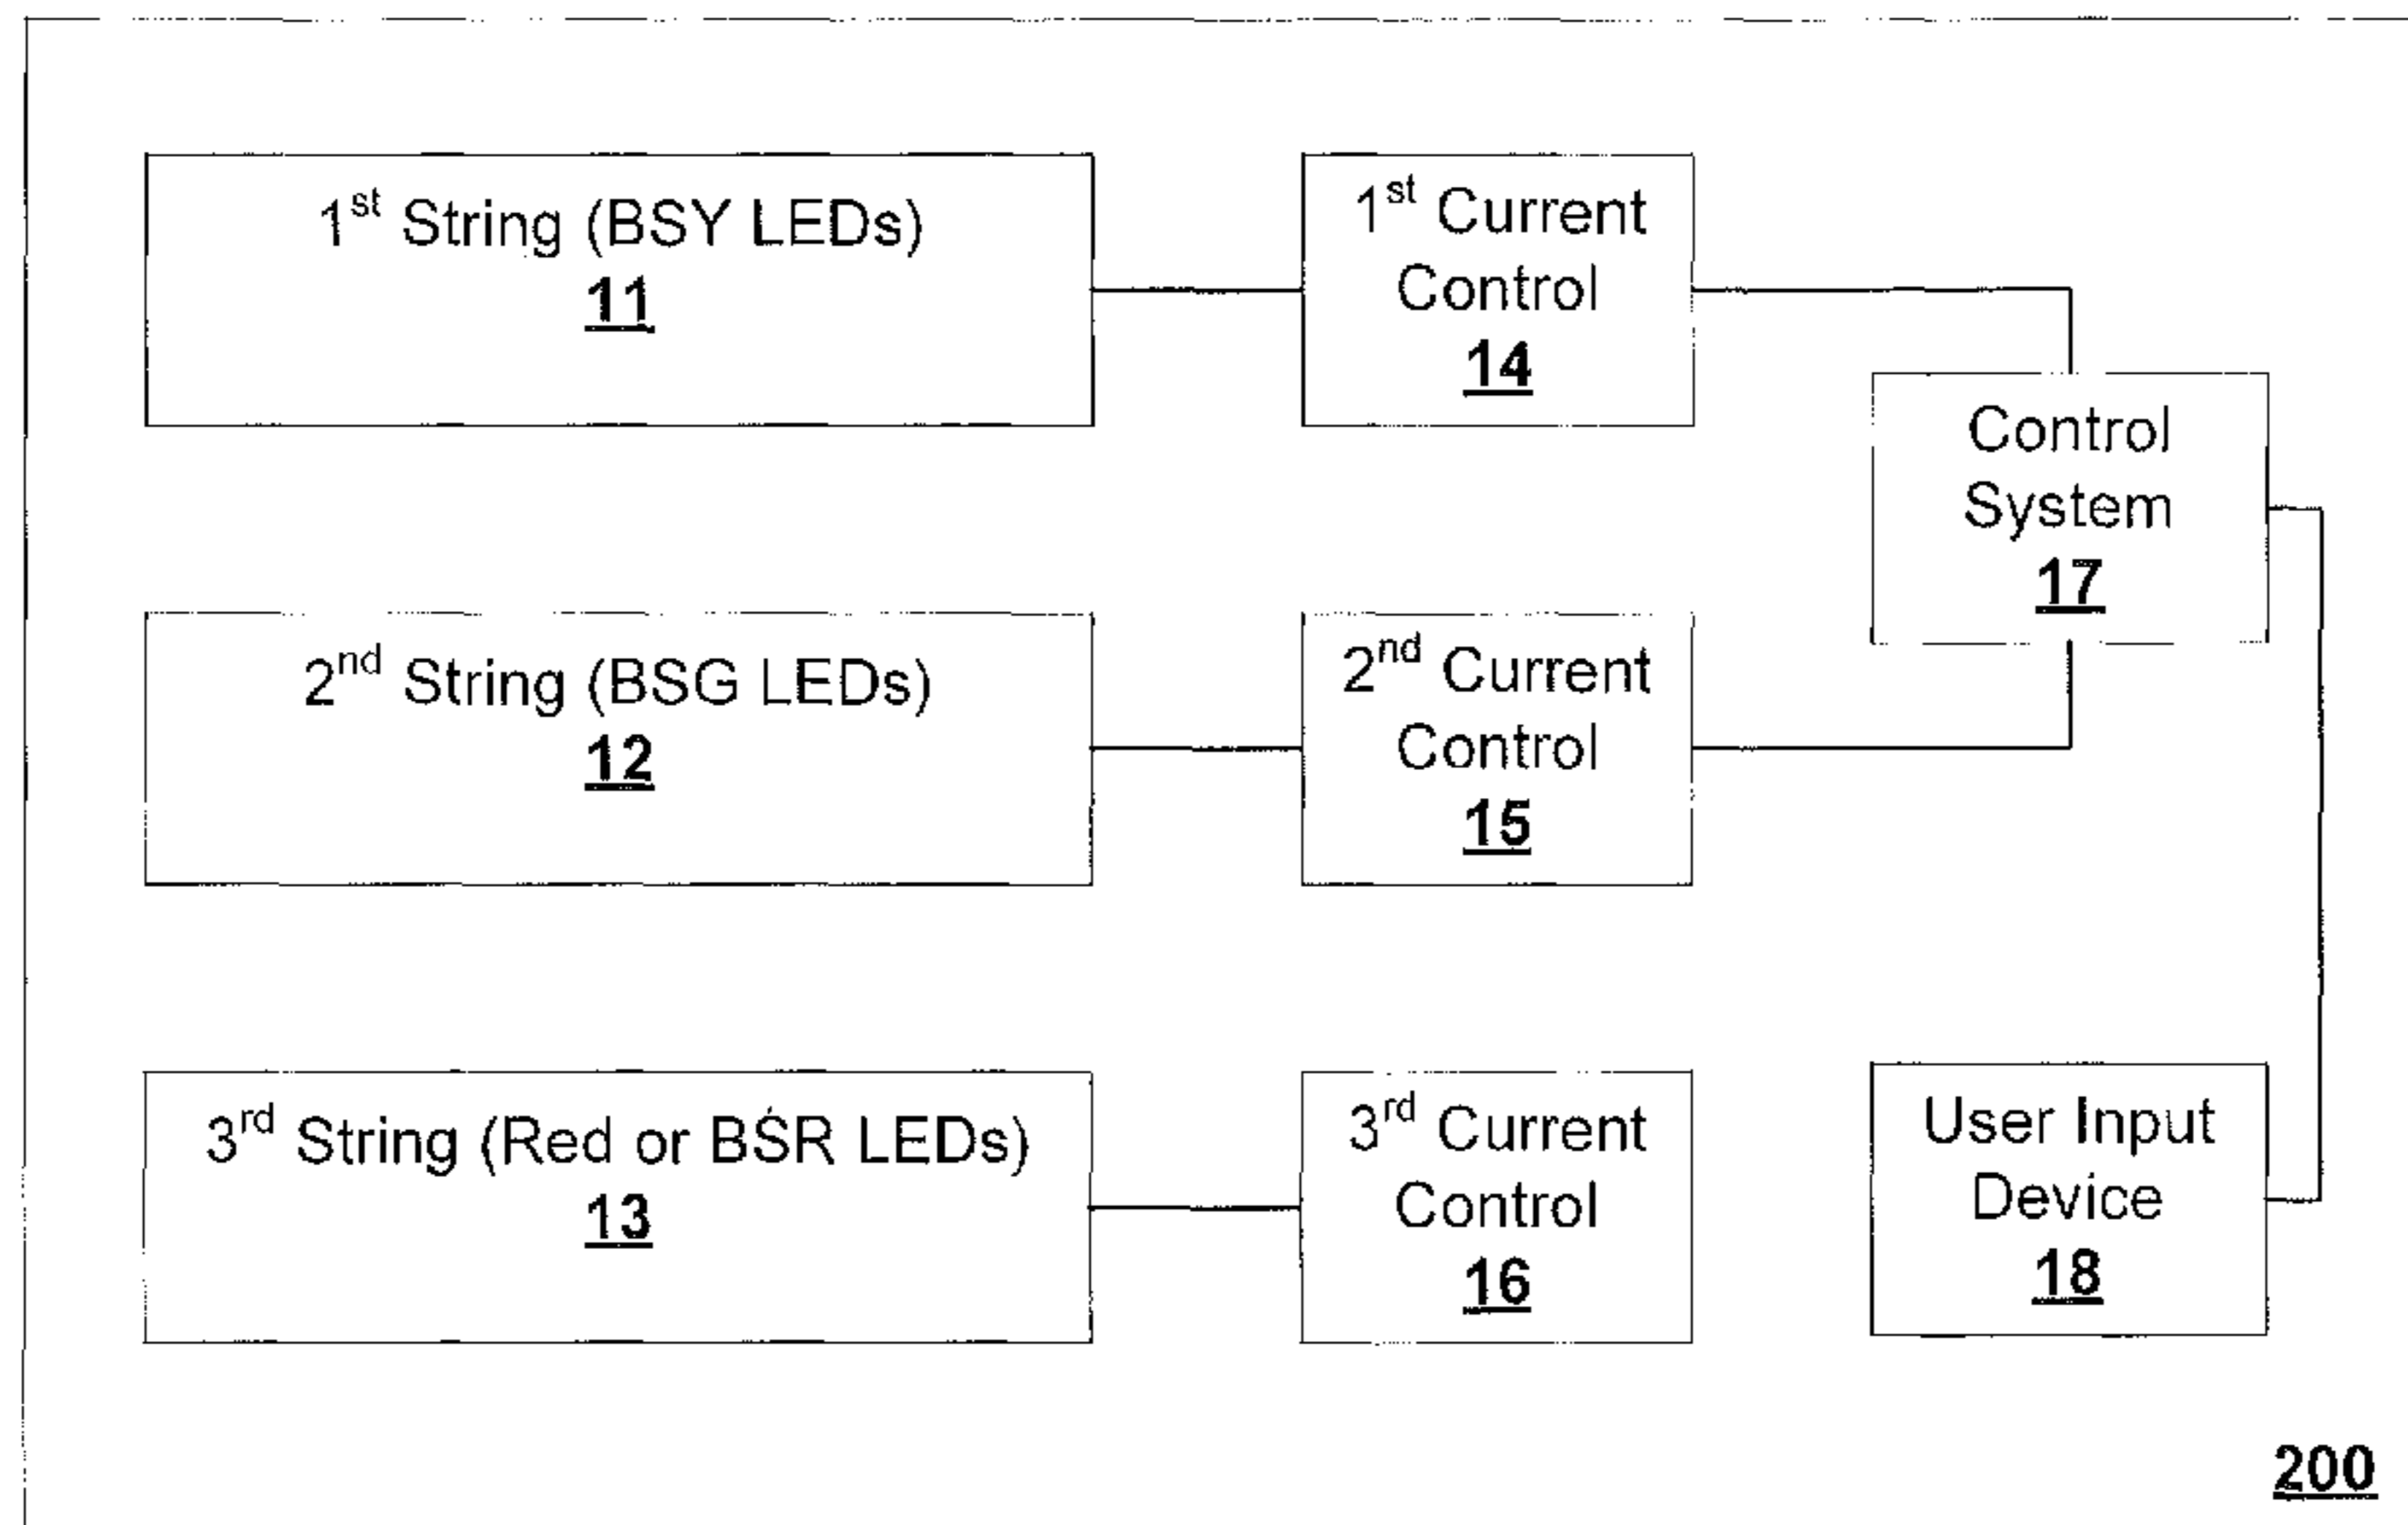 1st String (BSY LEDs)
11
1st Current
Control
14
Control
System
17
2nd String (BSG LEDs)
12
2nd Current
Control
15
3rd String (Red or BSR LEDs)
13
3rd Current
Control
16
User Input
Device
18
200